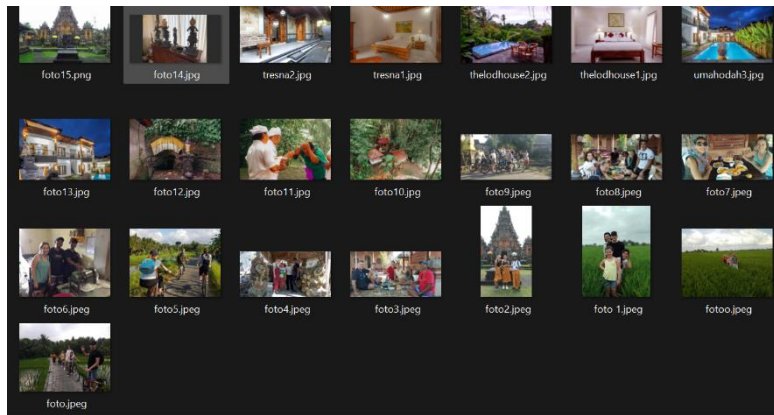 foto15.png foto14.jpg tresna2.jpg tresna1.jpg thelodhouse2.jpg thelodhouse1.jpg umahodah3.jpg
foto13.jpg foto12.jpg foto11.jpg foto10.jpg foto9.jpeg foto8.jpeg foto7.jpeg
foto6.jpeg foto5.jpeg foto4.jpeg foto3.jpeg foto2.jpeg foto 1.jpeg fotoo.jpeg
foto.jpeg